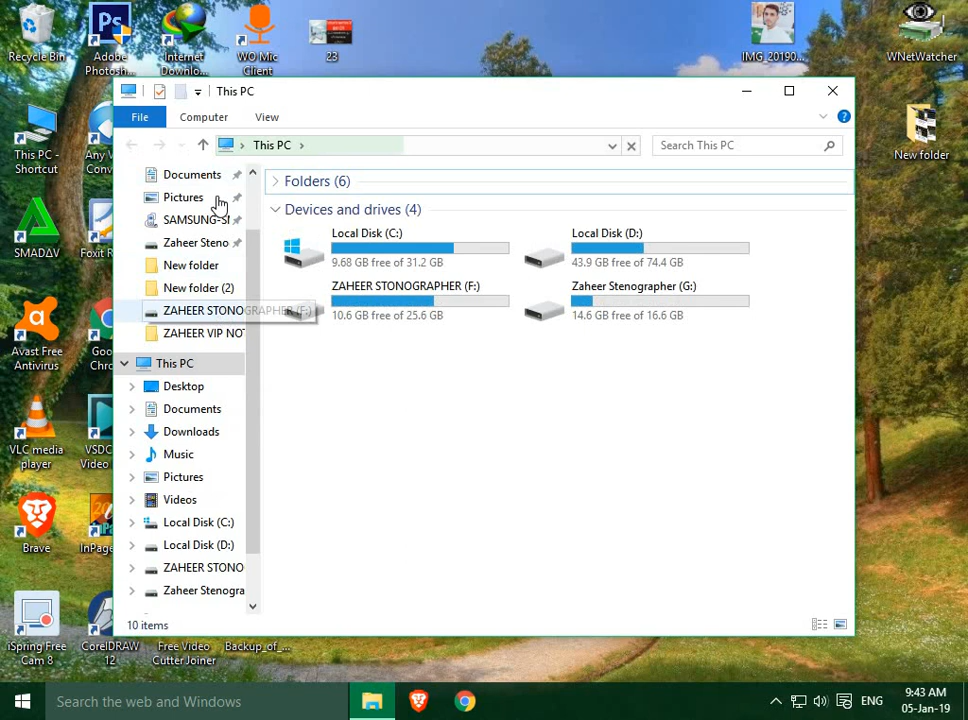 Recycle Bin
Adobe Photosh...
Internet Downlo...
WO Mic Client
23
IMG_20190...
WNetWatcher
This PC
File
Computer
View
This PC
Search This PC
This PC - Shortcut
Any V
Conv
New folder
SMADΔV
Foxit R
Avast Free Antivirus
Goo
Chro
VLC media player
VSDC
Video
Brave
InPage
Documents
Pictures
SAMSUNG-S
Zaheer Steno
New folder
New folder (2)
ZAHEER STONOGRAPHER (F:)
ZAHEER VIP NOT
This PC
Desktop
Documents
Downloads
Music
Pictures
Videos
Local Disk (C:)
Local Disk (D:)
ZAHEER STONO
Zaheer Stenogra
Folders (6)
Devices and drives (4)
Local Disk (C:)
9.68 GB free of 31.2 GB
Local Disk (D:)
43.9 GB free of 74.4 GB
ZAHEER STONOGRAPHER (F:)
10.6 GB free of 25.6 GB
Zaheer Stenographer (G:)
14.6 GB free of 16.6 GB
10 items
iSpring Free Cam 8
CorelDRAW 12
Free Video Cutter Joiner
Backup_of_...
Search the web and Windows
ENG
9:43 AM
05-Jan-19